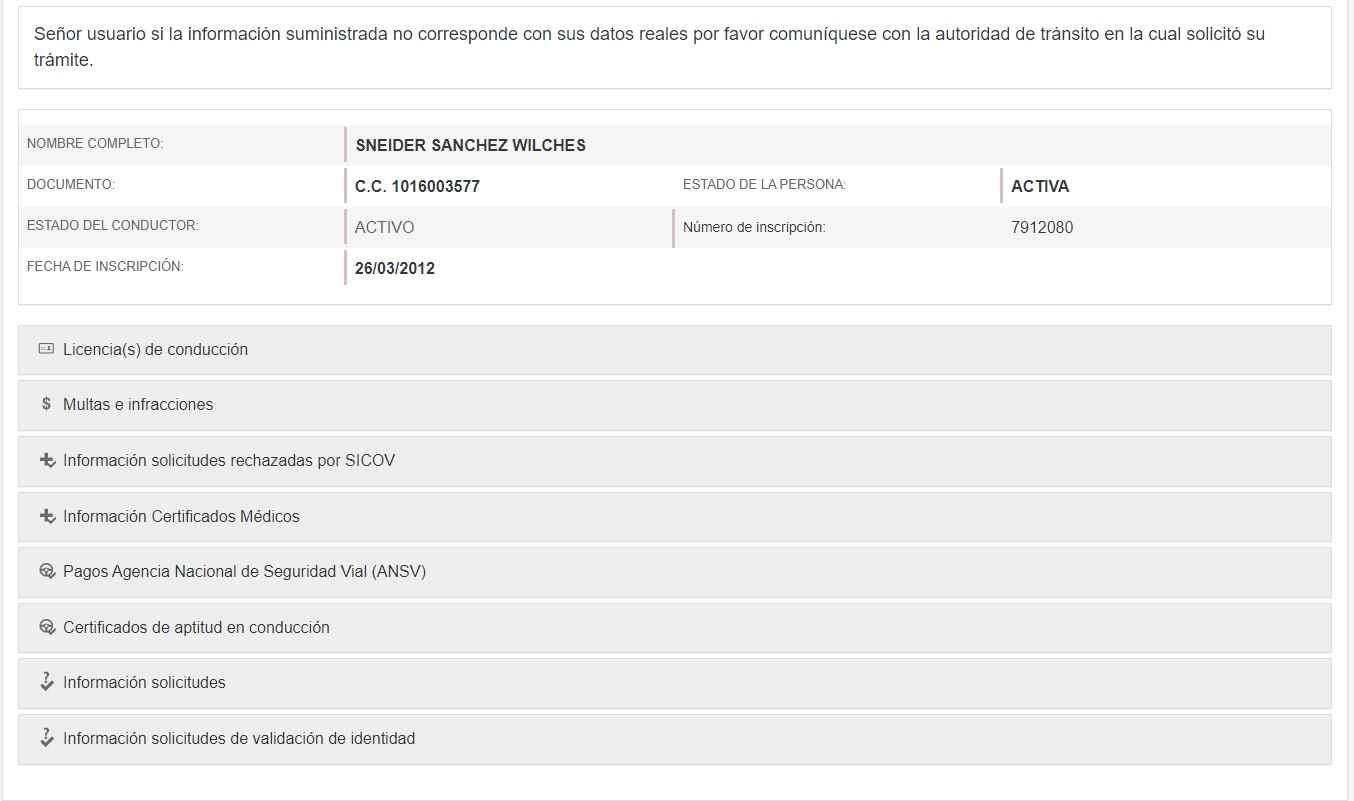 Señor usuario si la información suministrada no corresponde con sus datos reales por favor comuníquese con la autoridad de tránsito en la cual solicitó su
trámite.
NOMBRE COMPLETO: SNEIDER SANCHEZ WILCHES
DOCUMENTO: C.C. 1016003577 ESTADO DE LA PERSONA: ACTIVA
ESTADO DEL CONDUCTOR: ACTIVO Número de inscripción: 7912080
FECHA DE INSCRIPCIÓN: 26/03/2012
Licencia(s) de conducción
$ Multas e infracciones
Información solicitudes rechazadas por SICOV
Información Certificados Médicos
Pagos Agencia Nacional de Seguridad Vial (ANSV)
Certificados de aptitud en conducción
Información solicitudes
Información solicitudes de validación de identidad